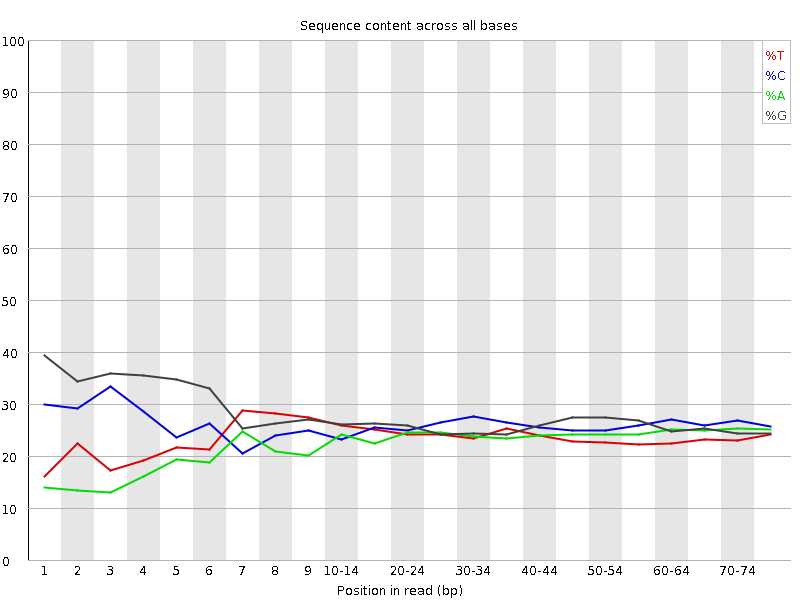 Sequence content across all bases
100
90
80
70
60
50
40
30
20
10
0
%T
%C
%A
%G
1 2 3 4 5 6 7 8 9 10-14 20-24 30-34 40-44 50-54 60-64 70-74
Position in read (bp)